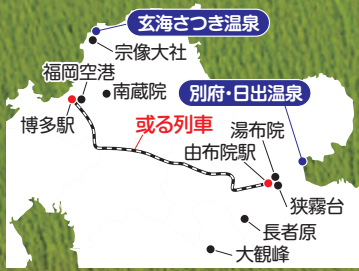 玄海さつき温泉
宗像大社
福岡空港
南蔵院
別府・日出温泉
博多駅
或る列車
湯布院
由布院駅
狭霧台
長者原
大観峰